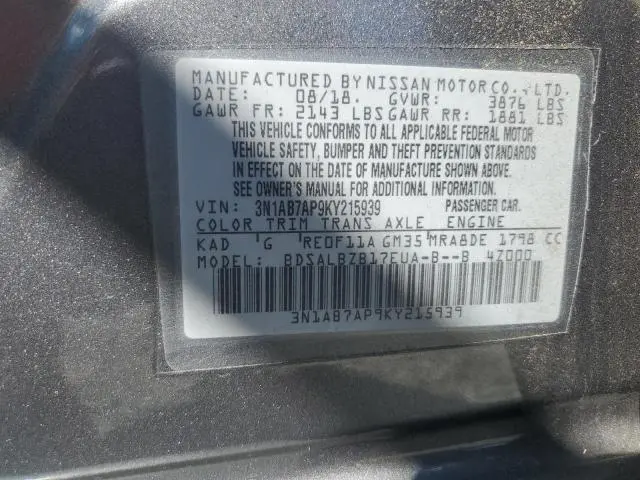 MANUFACTURED BY NISSAN MOTOR CO., LTD.
DATE: 08/18. GVWR: 3876 LBS
GAWR FR: 2143 LBS GAWR RR: 1881 LBS
THIS VEHICLE CONFORMS TO ALL APPLICABLE FEDERAL MOTOR
VEHICLE SAFETY, BUMPER AND THEFT PREVENTION STANDARDS
IN EFFECT ON THE DATE OF MANUFACTURE SHOWN ABOVE.
SEE OWNER'S MANUAL FOR ADDITIONAL INFORMATION.
VIN: 3N1AB7AP9KY215939 PASSENGER CAR.
COLOR TRIM TRANS AXLE ENGINE
KAD G RE0F11A GM35 MRA8DE 1798 CC
MODEL: BDSALBZB17EUA-B--B 4Z000
3N1AB7AP9KY215939